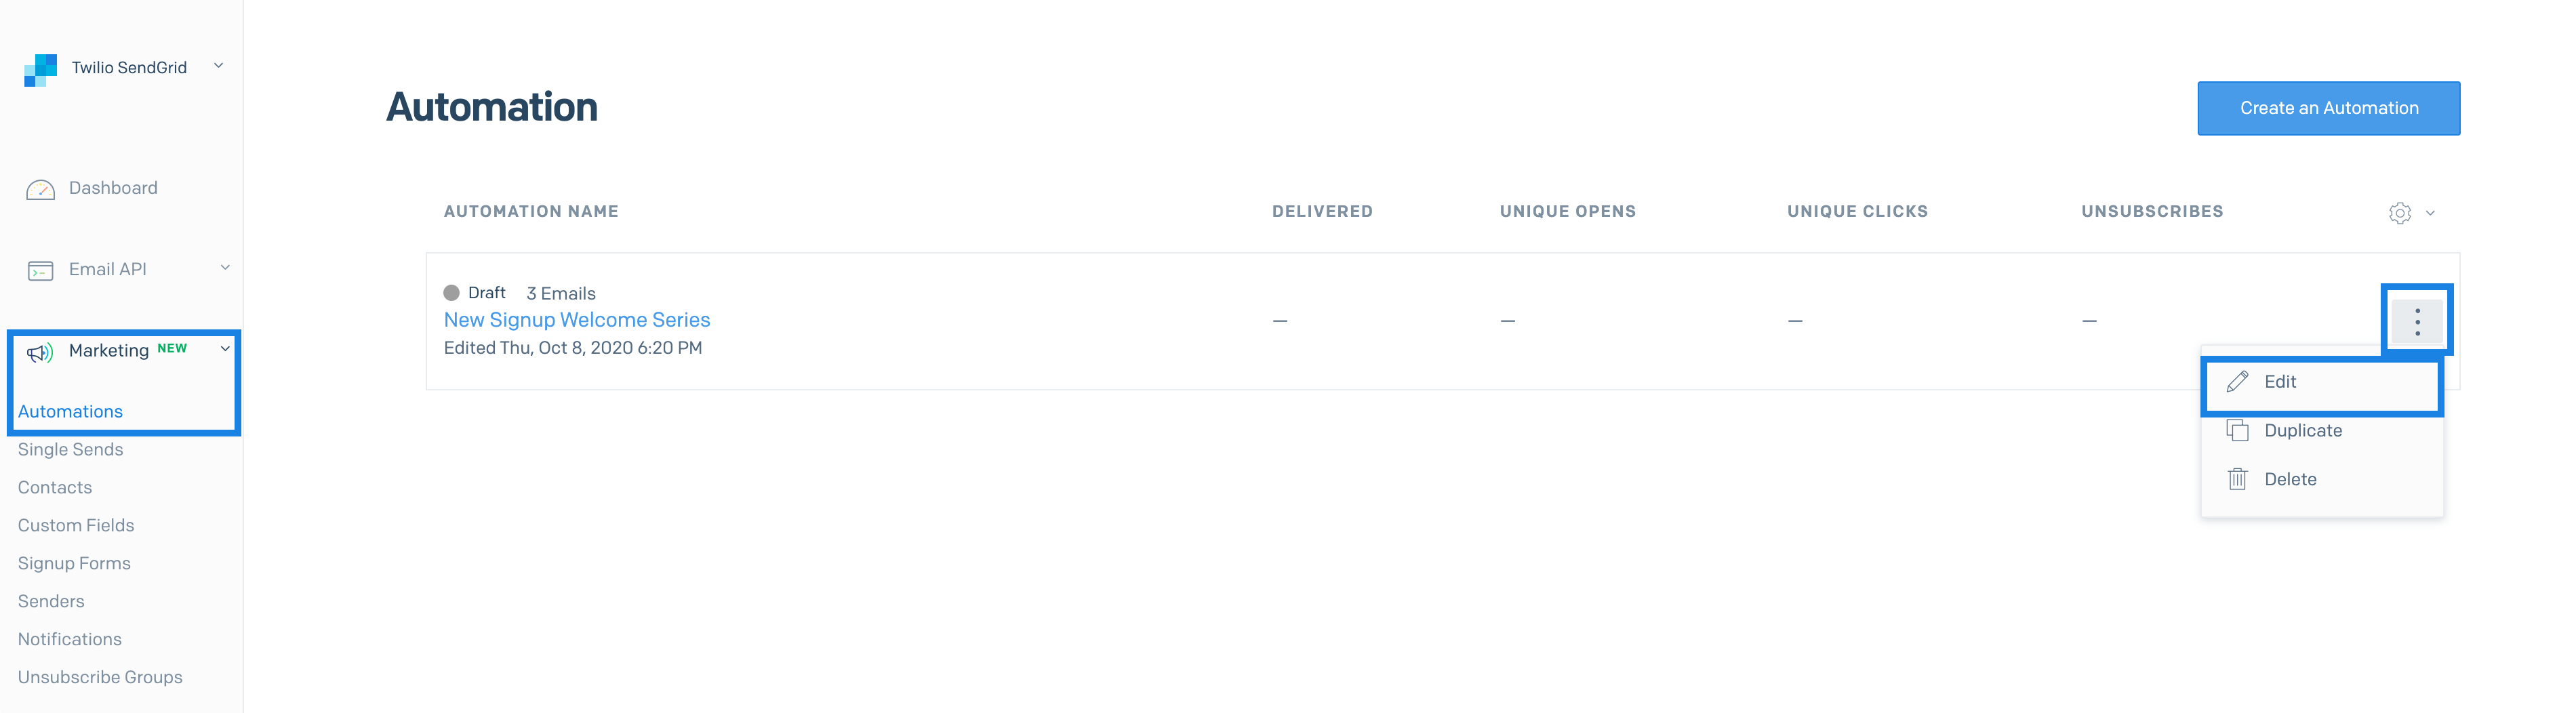 Twilio SendGrid
Dashboard
Email API
Marketing NEW
Automations
Single Sends
Contacts
Custom Fields
Signup Forms
Senders
Notifications
Unsubscribe Groups
Automation
Create an Automation
AUTOMATION NAME DELIVERED UNIQUE OPENS UNIQUE CLICKS UNSUBSCRIBES
Draft 3 Emails
New Signup Welcome Series — — — —
Edited Thu, Oct 8, 2020 6:20 PM
Edit
Duplicate
Delete